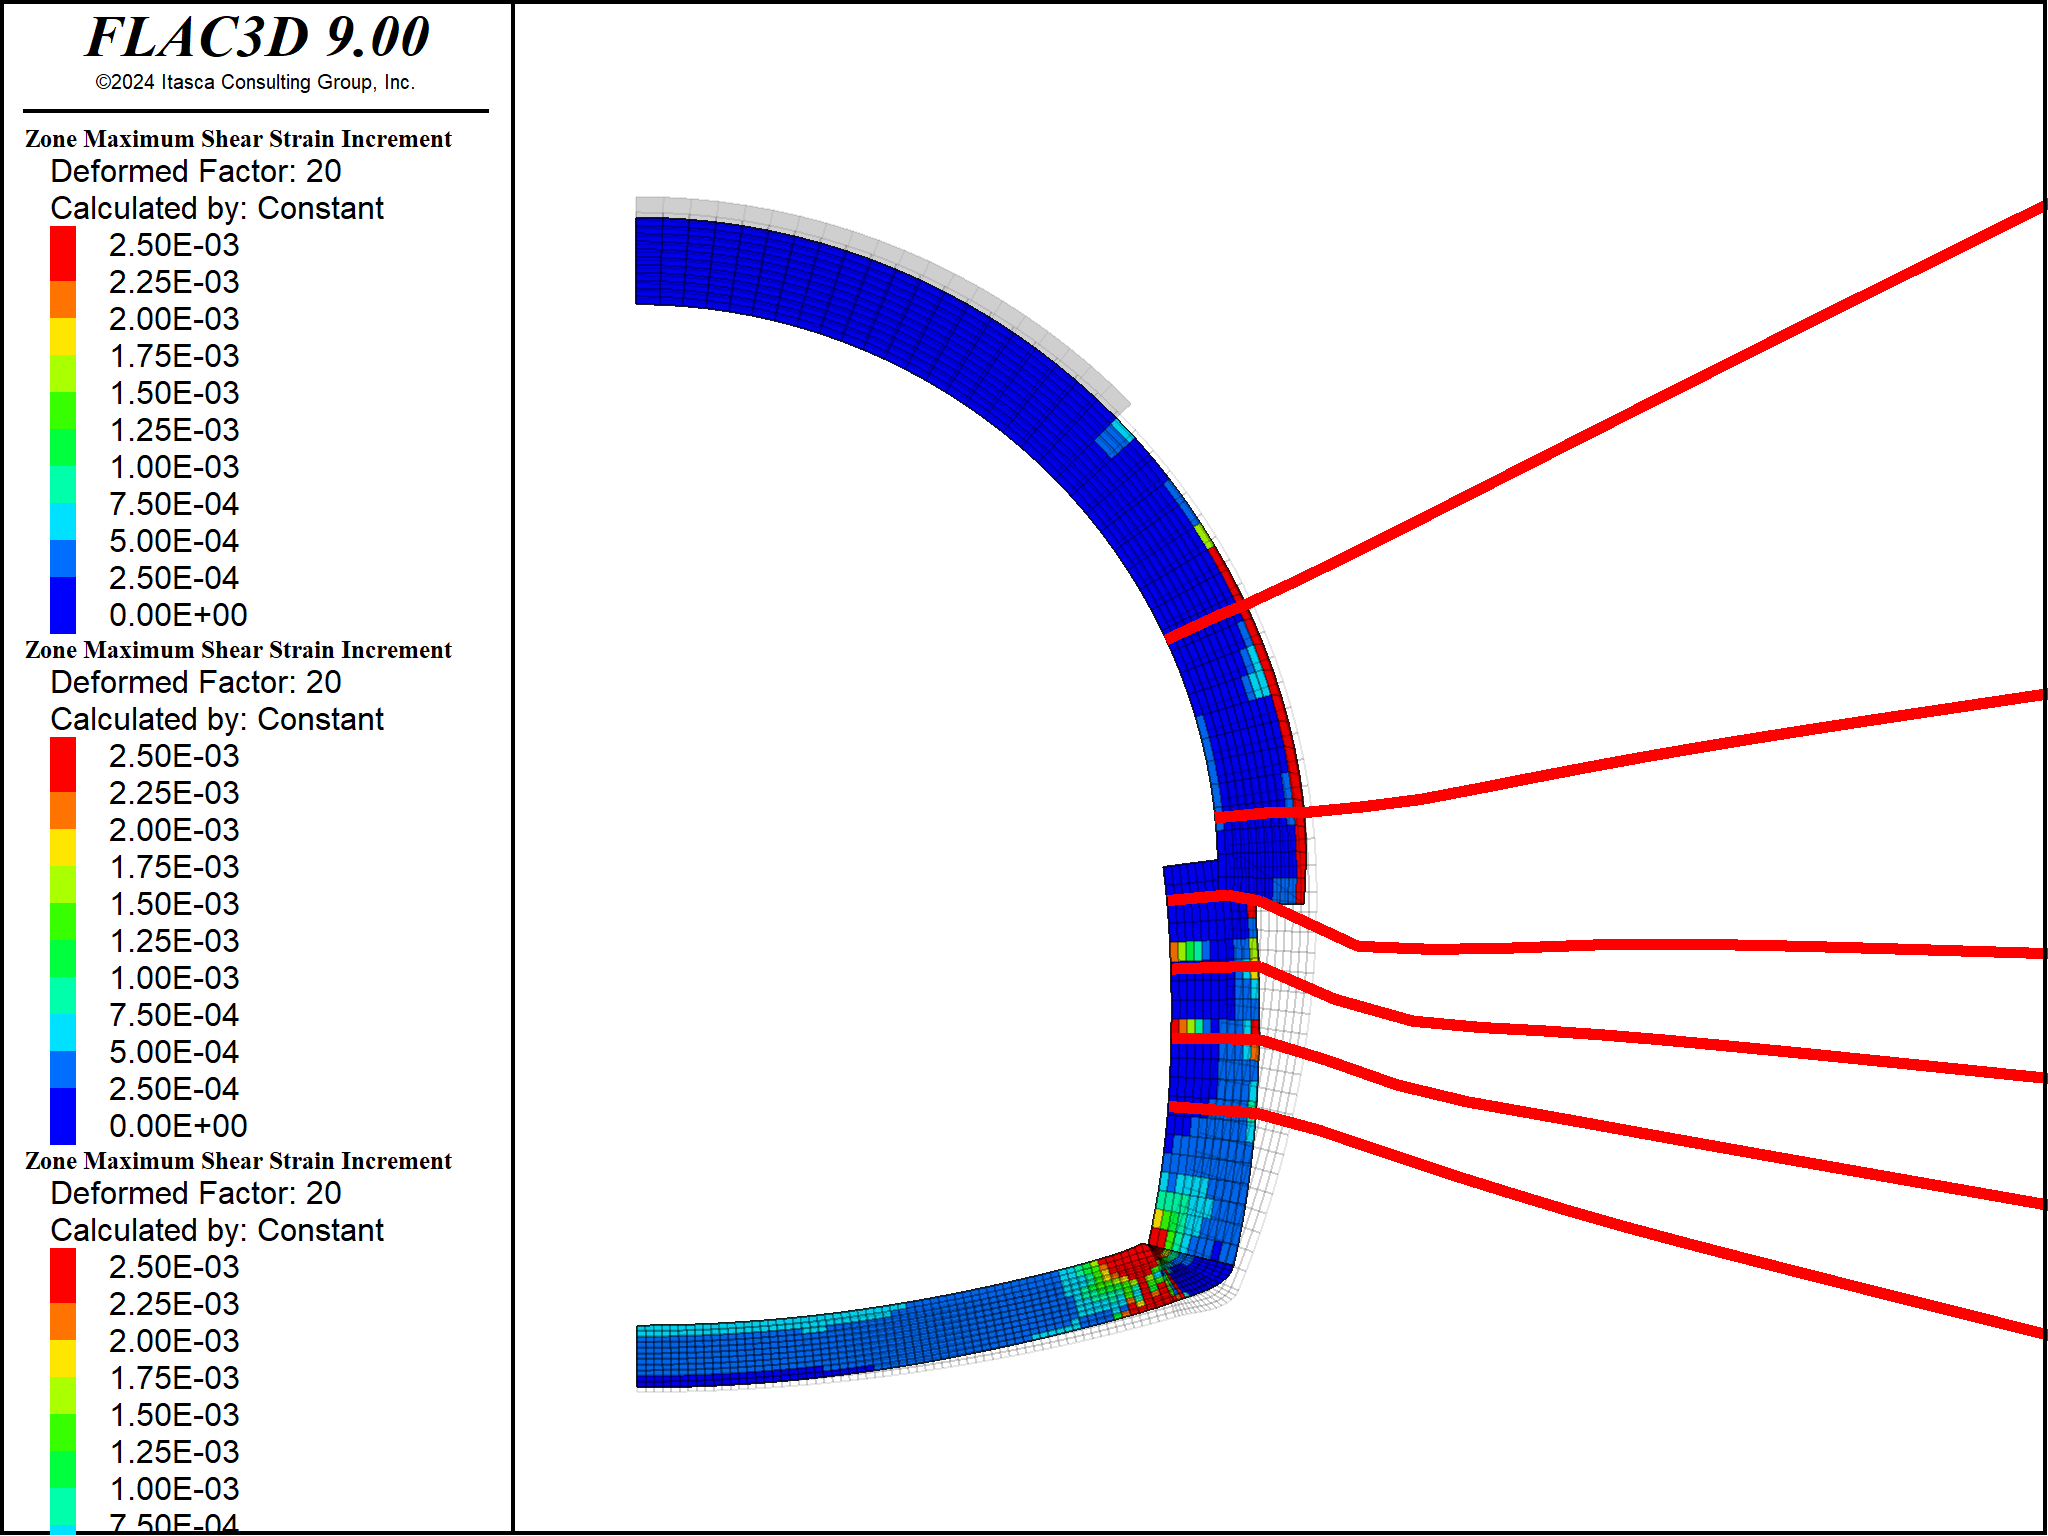 FLAC3D 9.00
©2024 Itasca Consulting Group, Inc.
Zone Maximum Shear Strain Increment
Deformed Factor: 20
Calculated by: Constant
2.50E-03
2.25E-03
2.00E-03
1.75E-03
1.50E-03
1.25E-03
1.00E-03
7.50E-04
5.00E-04
2.50E-04
0.00E+00
Zone Maximum Shear Strain Increment
Deformed Factor: 20
Calculated by: Constant
2.50E-03
2.25E-03
2.00E-03
1.75E-03
1.50E-03
1.25E-03
1.00E-03
7.50E-04
5.00E-04
2.50E-04
0.00E+00
Zone Maximum Shear Strain Increment
Deformed Factor: 20
Calculated by: Constant
2.50E-03
2.25E-03
2.00E-03
1.75E-03
1.50E-03
1.25E-03
1.00E-03
7.50E-04